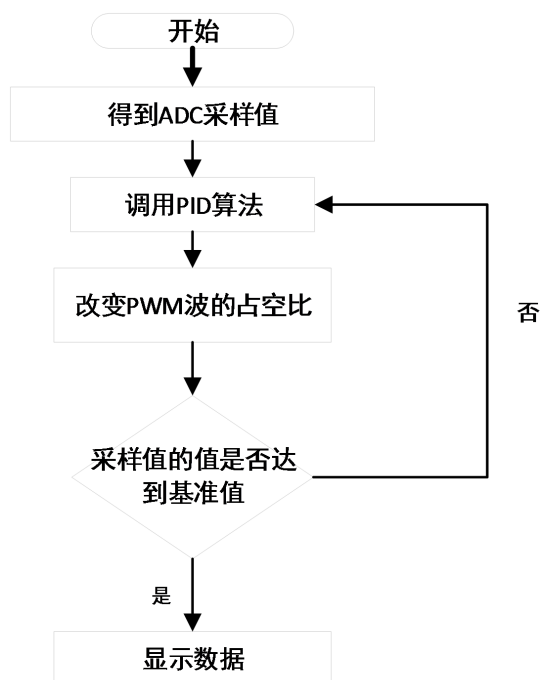 开始
得到ADC采样值
调用PID算法
改变PWM波的占空比
否
采样值的值是否达
到基准值
是
显示数据